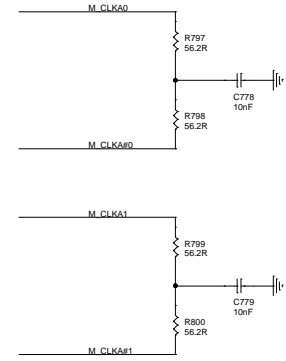 M_CLKA0
R797
56.2R
C778
10nF
R798
56.2R
M_CLKA#0
M_CLKA1
R799
56.2R
C779
10nF
R800
56.2R
M_CLKA#1